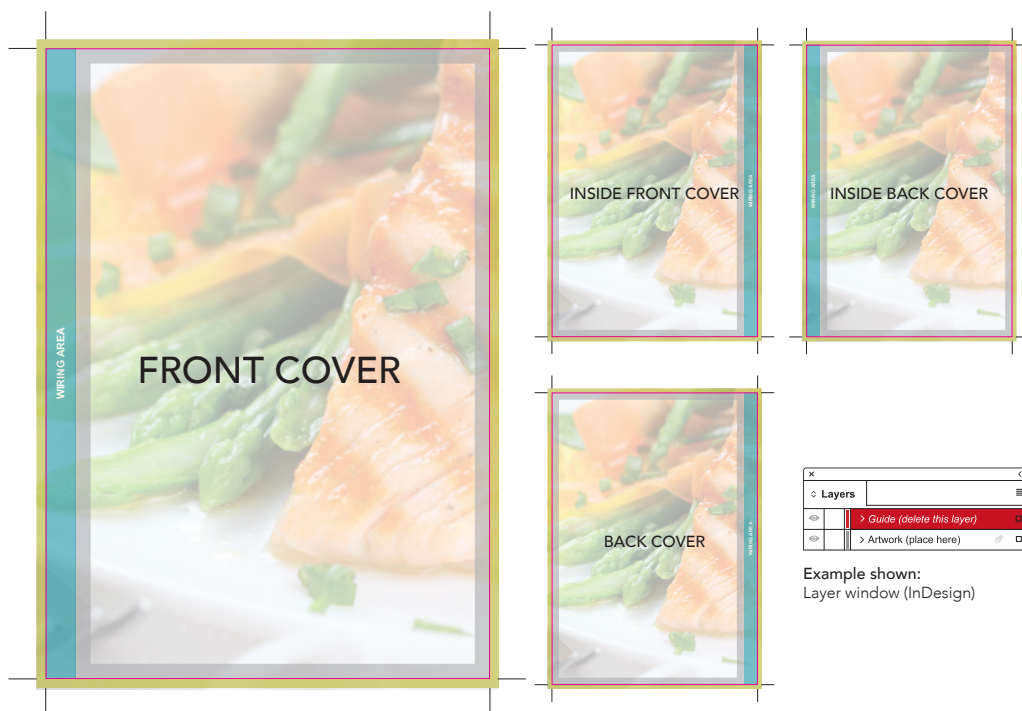 FRONT COVER
WIRING AREA
INSIDE FRONT COVER
WIRING AREA
INSIDE BACK COVER
WIRING AREA
BACK COVER
WIRING AREA
Layers
Guide (delete this layer)
Artwork (place here)
Example shown:
Layer window (InDesign)